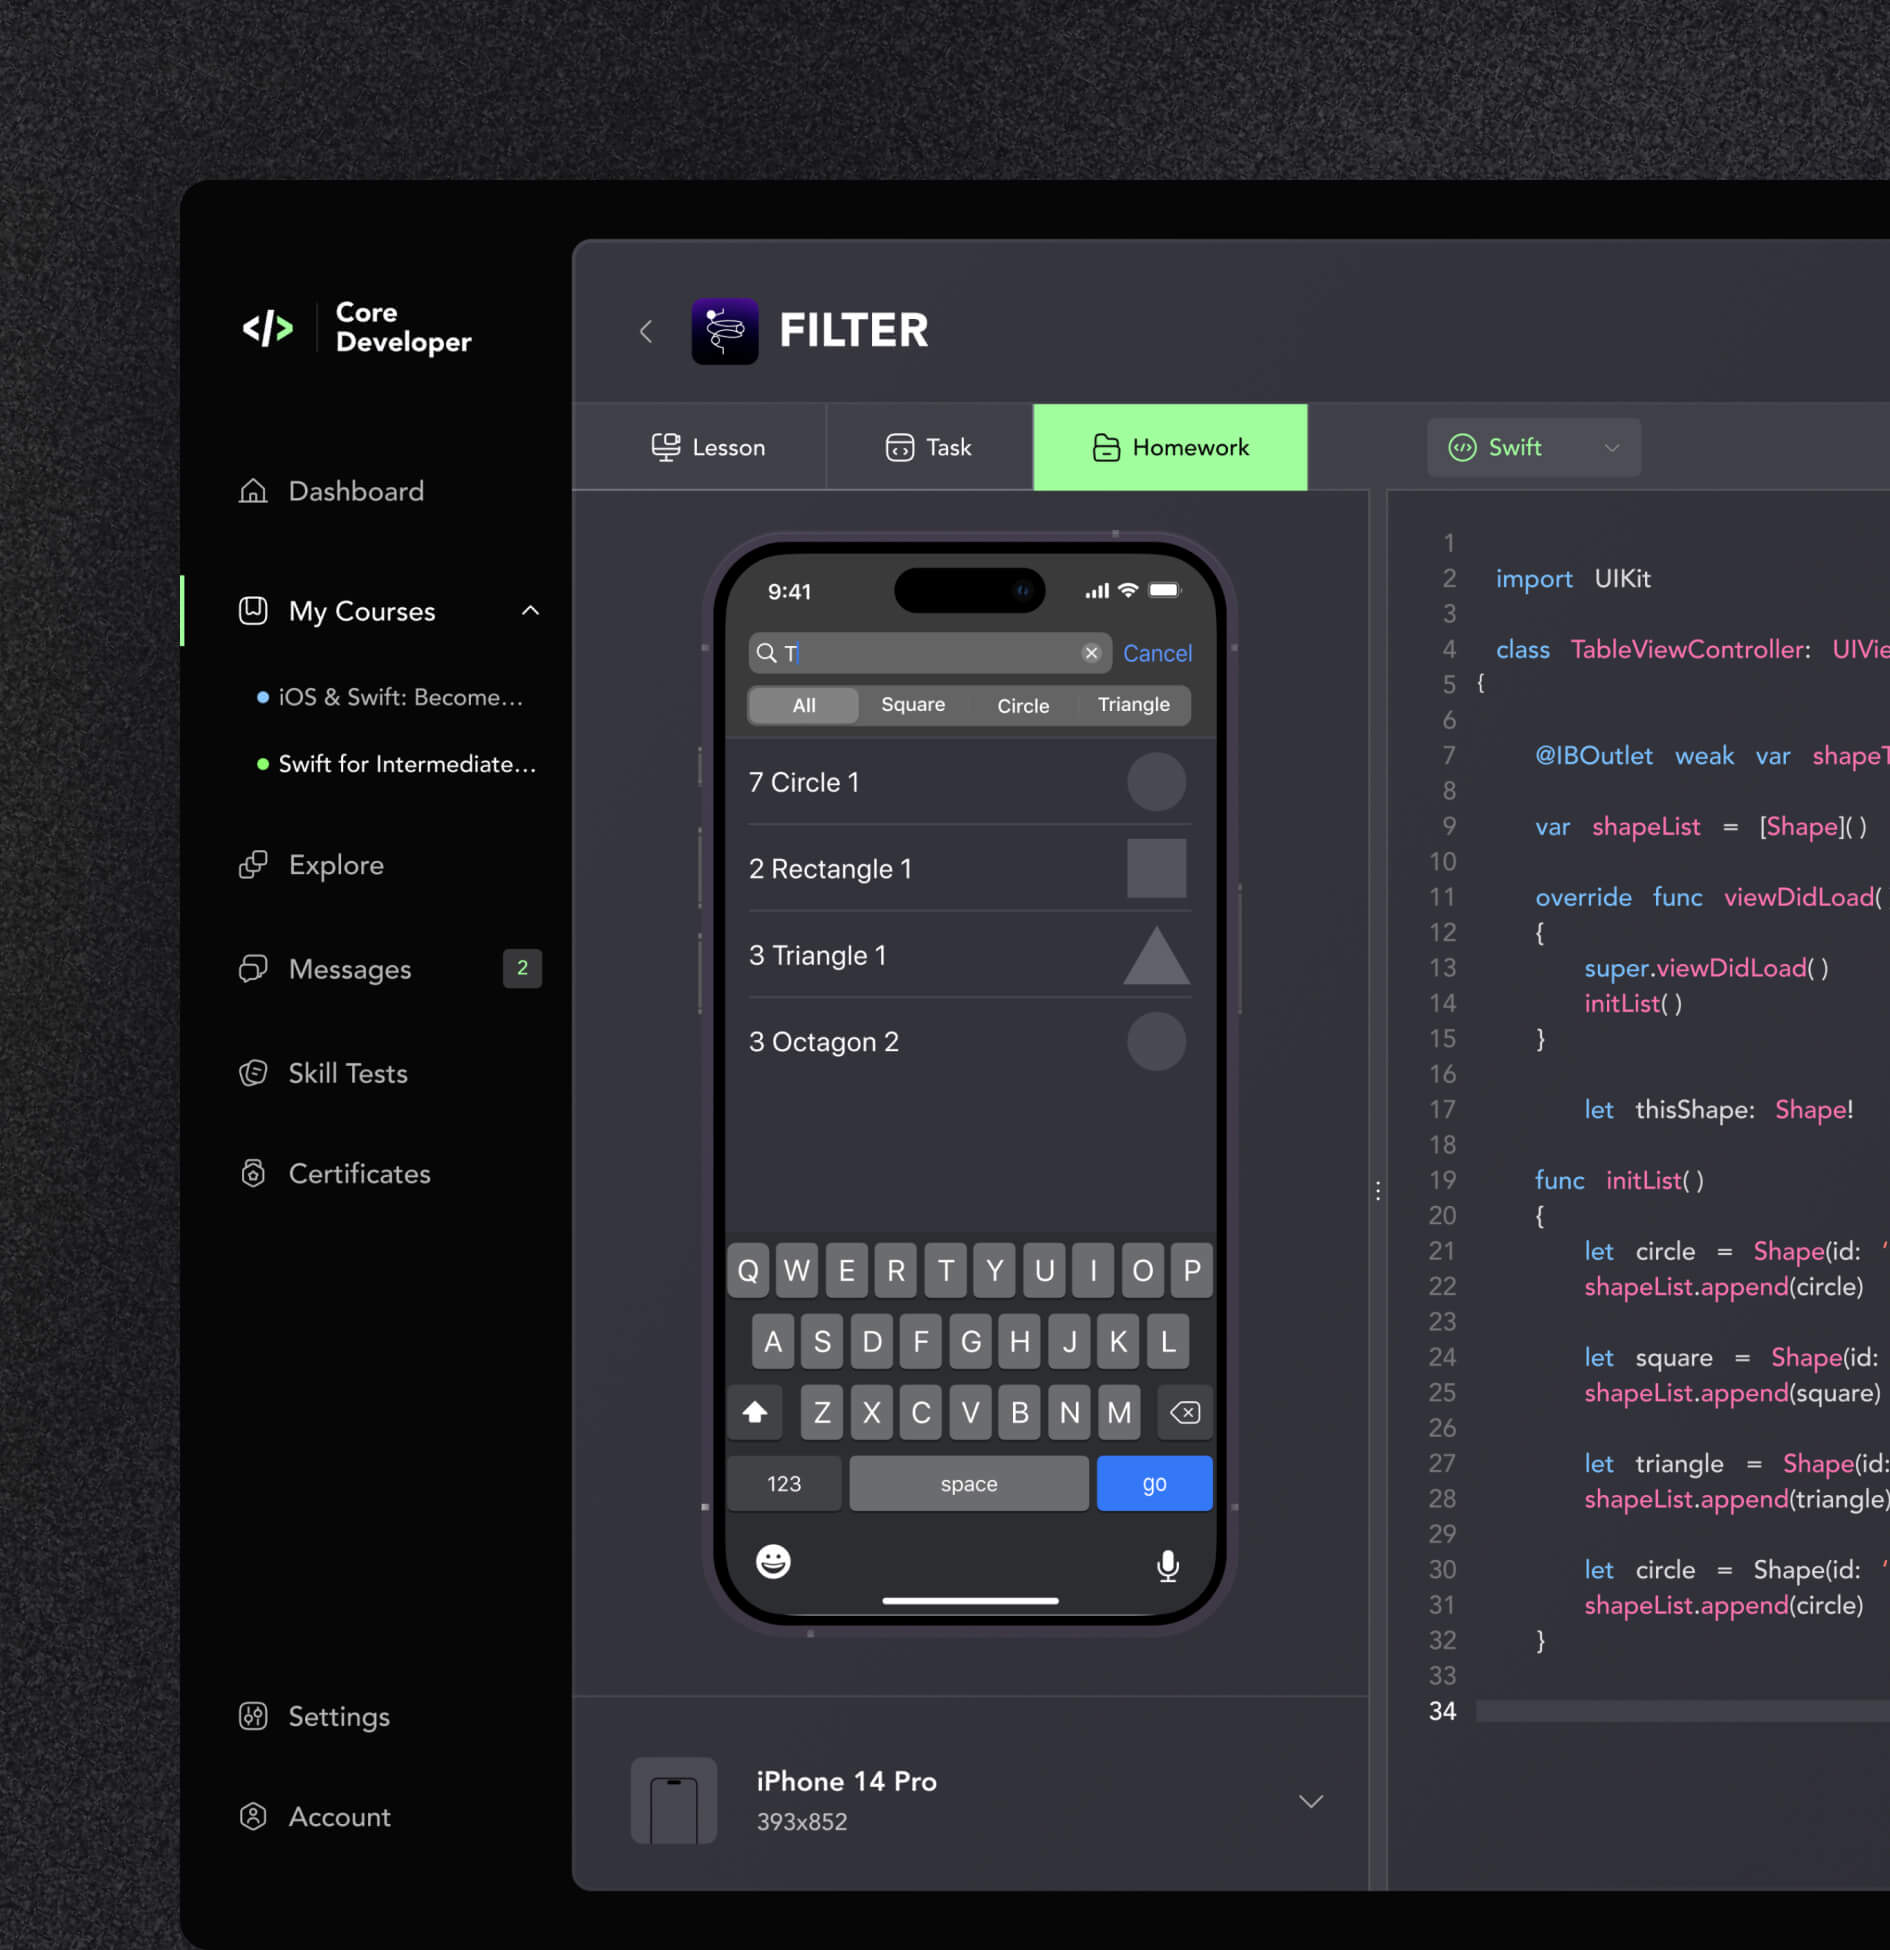 Core
Developer
Dashboard
My Courses
iOS & Swift: Become...
Swift for Intermediate...
Explore
Messages
2
Skill Tests
Certificates
Settings
Account
FILTER
Lesson
Task
Homework
Swift
9:41
T
Cancel
All
Square
Circle
Triangle
7 Circle 1
2 Rectangle 1
3 Triangle 1
3 Octagon 2
Q W E R T Y U I O P
A S D F G H J K L
Z X C V B N M
123
space
go
iPhone 14 Pro
393x852
1
2 import UIKit
3
4 class TableViewController: UIVie
5 {
6
7 @IBOutlet weak var shapeT
8
9 var shapeList = [Shape]()
10
11 override func viewDidLoad(
12 {
13 super.viewDidLoad()
14 initList()
15 }
16
17 let thisShape: Shape!
18
19 func initList()
20 {
21 let circle = Shape(id: ‘
22 shapeList.append(circle)
23
24 let square = Shape(id:
25 shapeList.append(square)
26
27 let triangle = Shape(id:
28 shapeList.append(triangle)
29
30 let circle = Shape(id: ‘
31 shapeList.append(circle)
32 }
33
34